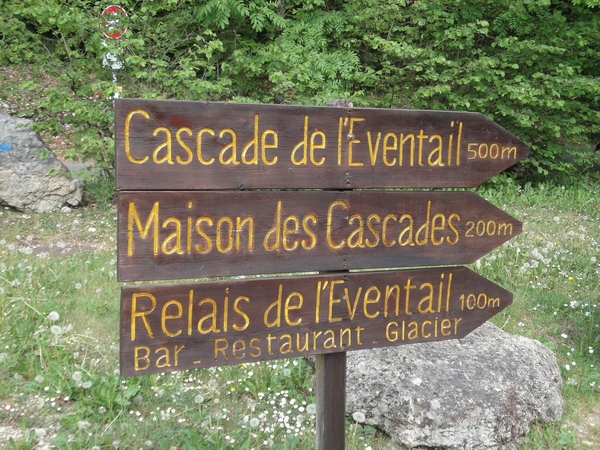 Cascade de l'Eventail 500m
Maison des Cascades 200m
Relais de l'Eventail 100m
Bar - Restaurant - Glacier